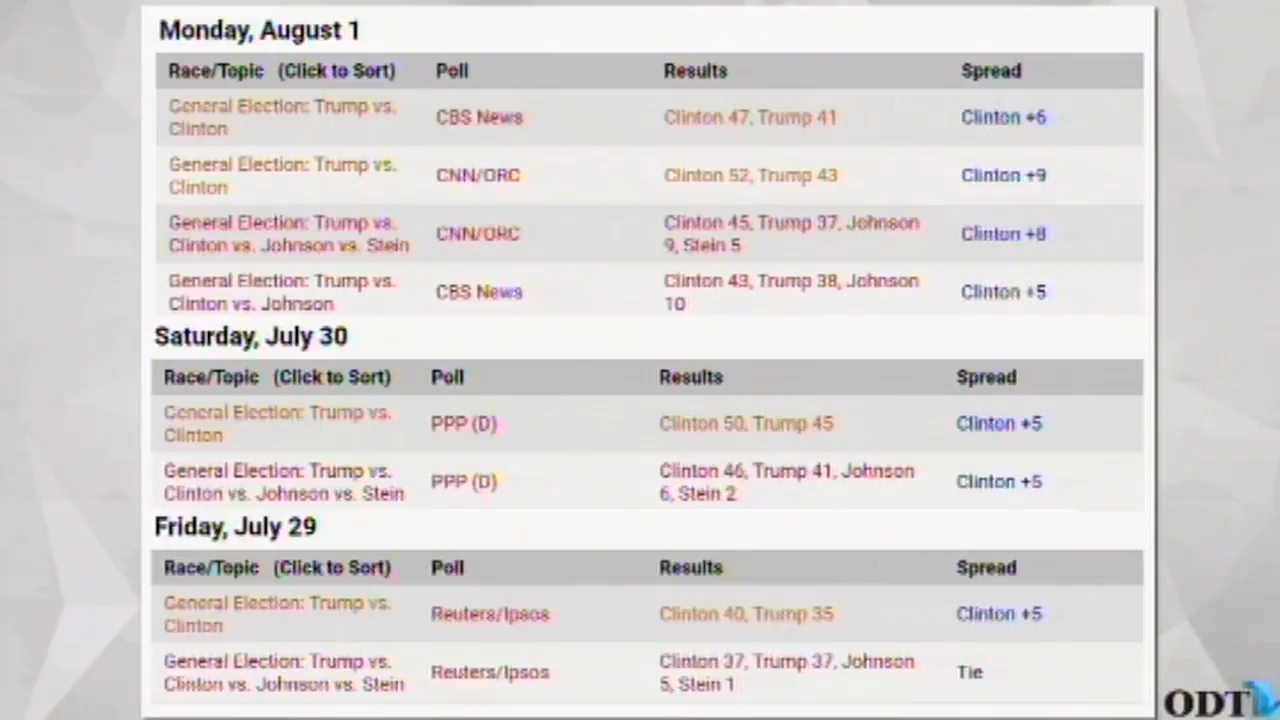 Monday, August 1
Race/Topic (Click to Sort) Poll Results Spread
General Election: Trump vs. Clinton CBS News Clinton 47, Trump 41 Clinton +6
General Election: Trump vs. Clinton CNN/ORC Clinton 52, Trump 43 Clinton +9
General Election: Trump vs. Clinton vs. Johnson vs. Stein CNN/ORC Clinton 45, Trump 37, Johnson 9, Stein 5 Clinton +8
General Election: Trump vs. Clinton vs. Johnson CBS News Clinton 43, Trump 38, Johnson 10 Clinton +5
Saturday, July 30
Race/Topic (Click to Sort) Poll Results Spread
General Election: Trump vs. Clinton PPP (D) Clinton 50, Trump 45 Clinton +5
General Election: Trump vs. Clinton vs. Johnson vs. Stein PPP (D) Clinton 46, Trump 41, Johnson 6, Stein 2 Clinton +5
Friday, July 29
Race/Topic (Click to Sort) Poll Results Spread
General Election: Trump vs. Clinton Reuters/Ipsos Clinton 40, Trump 35 Clinton +5
General Election: Trump vs. Clinton vs. Johnson vs. Stein Reuters/Ipsos Clinton 37, Trump 37, Johnson 5, Stein 1 Tie
ODT